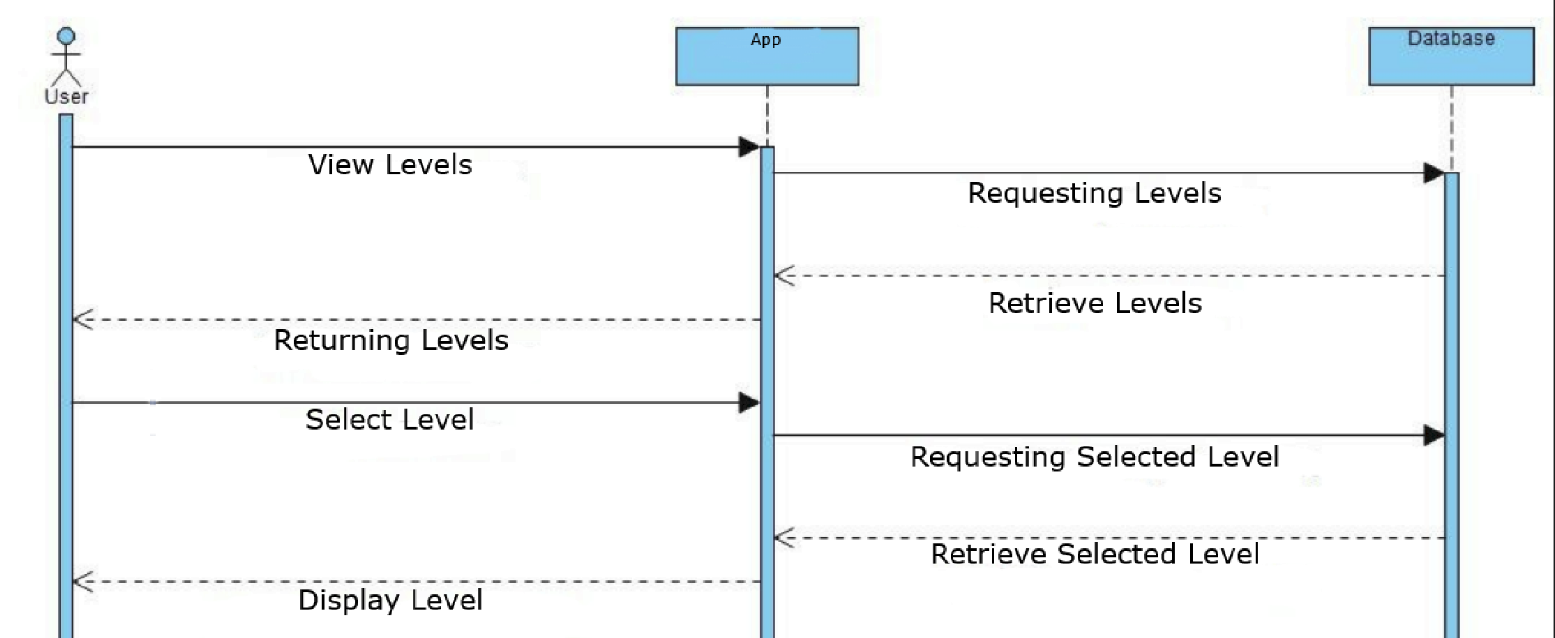 App
Database
User
View Levels
Requesting Levels
Retrieve Levels
Returning Levels
Select Level
Requesting Selected Level
Retrieve Selected Level
Display Level